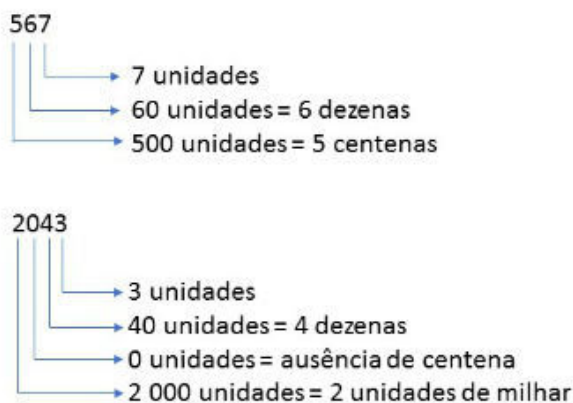 567
7 unidades
60 unidades = 6 dezenas
500 unidades = 5 centenas
2043
3 unidades
40 unidades = 4 dezenas
0 unidades = ausência de centena
2 000 unidades = 2 unidades de milhar